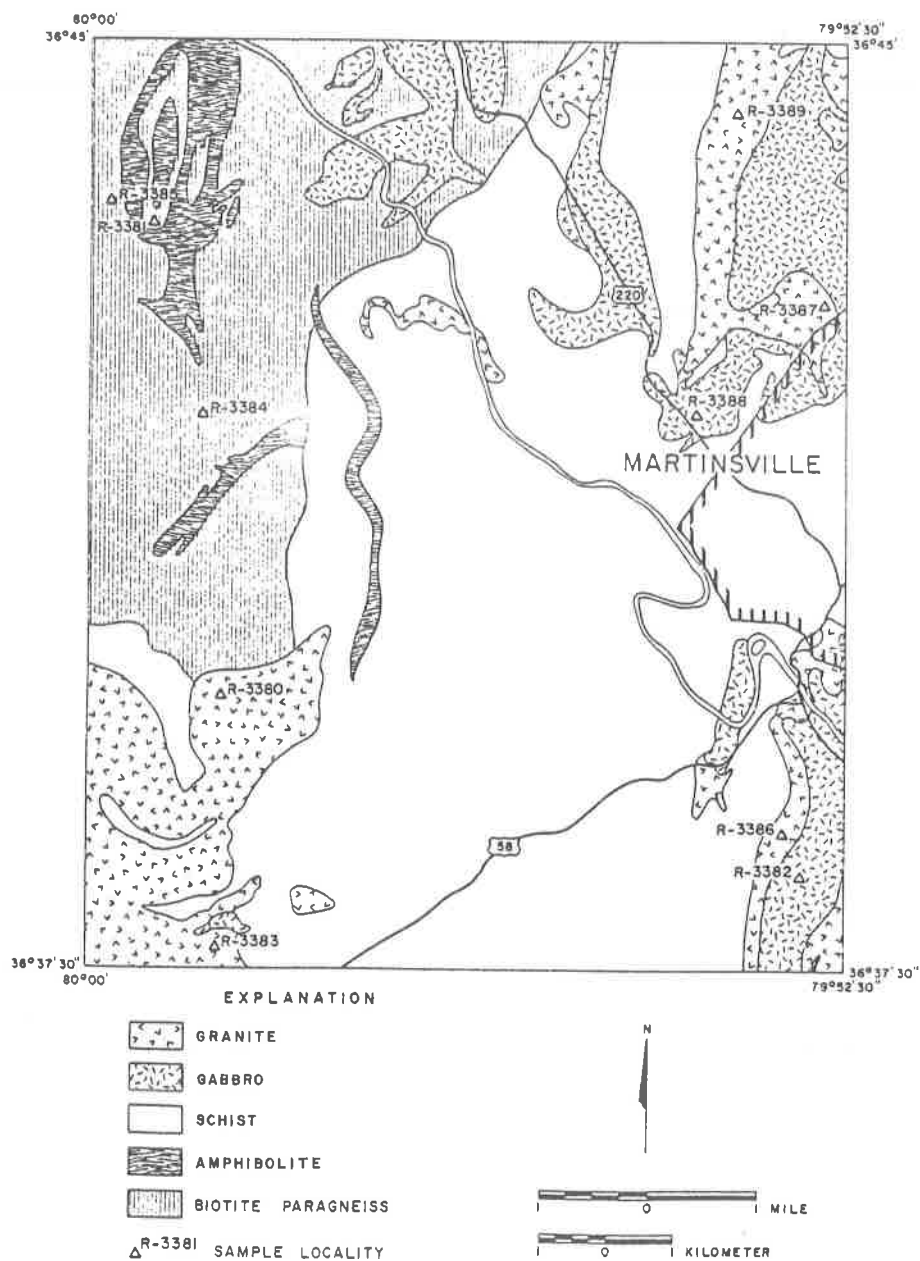 80°00'
79°52'30"
36°45'
36°45'
R-3389
R-3385
R-3381
220
R-3387
R-3384
R-3388
MARTINSVILLE
R-3380
R-3386
58
R-3382
R-3383
36°37'30"
36°37'30"
80°00'
79°52'30"
EXPLANATION
GRANITE
GABBRO
SCHIST
AMPHIBOLITE
BIOTITE PARAGNEISS
R-3381 SAMPLE LOCALITY
N
1 0 1 MILE
1 0 1 KILOMETER